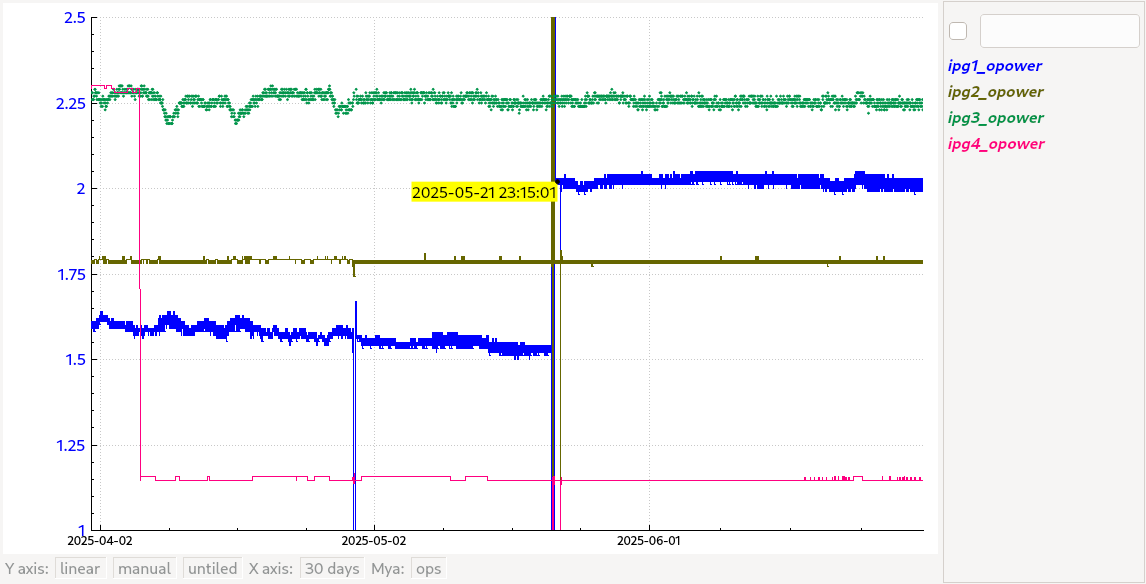 2.5
2.25
2
1.75
1.5
1.25
1
2025-05-21 23:15:01
2025-04-02
2025-05-02
2025-06-01
ipg1_opower
ipg2_opower
ipg3_opower
ipg4_opower
Y axis: linear manual untiled X axis: 30 days Mya: ops